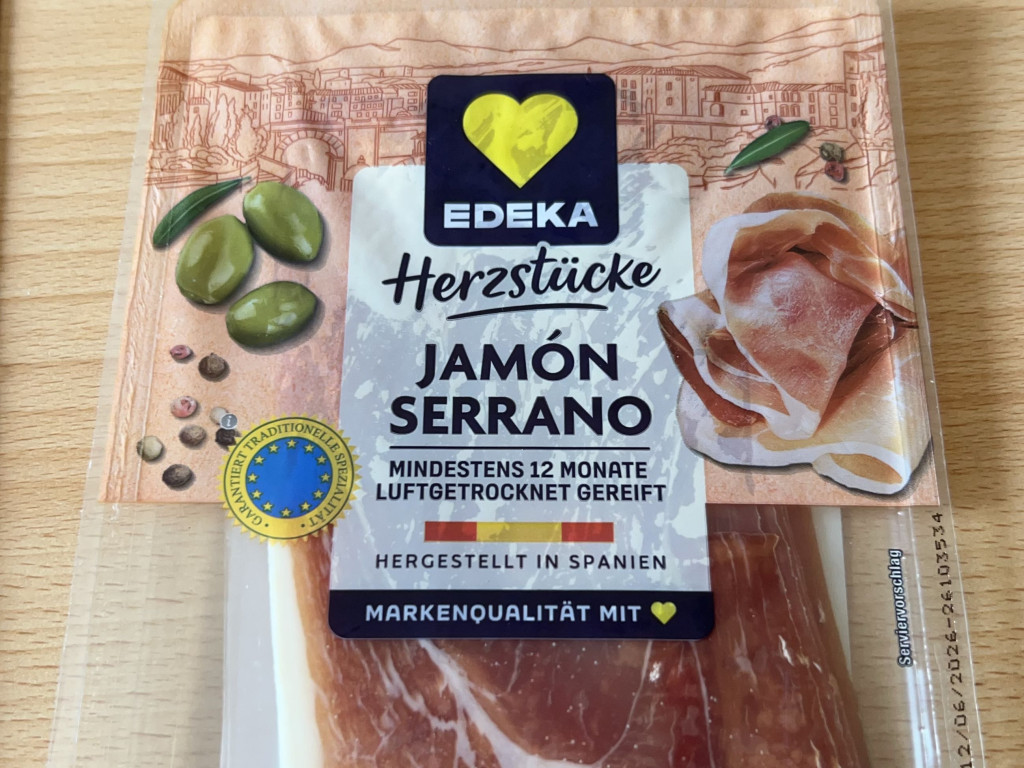 EDEKA
Herzstücke
JAMÓN
SERRANO
MINDESTENS 12 MONATE
LUFTGETROCKNET GEREIFT
HERGESTELLT IN SPANIEN
MARKENQUALITÄT MIT
GARANTIERT TRADITIONELLE SPEZIALITÄT
i
Serviervorschlag
12/06/2026-26103534